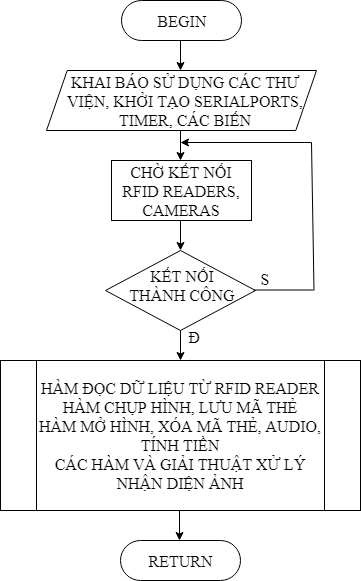 BEGIN
KHAI BÁO SỬ DỤNG CÁC THƯ
VIỆN, KHỞI TẠO SERIALPORTS,
TIMER, CÁC BIẾN
CHỜ KẾT NỐI
RFID READERS,
CAMERAS
KẾT NỐI
THÀNH CÔNG
S
Đ
HÀM ĐỌC DỮ LIỆU TỪ RFID READER
HÀM CHỤP HÌNH, LƯU MÃ THẺ
HÀM MỞ HÌNH, XÓA MÃ THẺ, AUDIO,
TÍNH TIỀN
CÁC HÀM VÀ GIẢI THUẬT XỬ LÝ
NHẬN DIỆN ẢNH
RETURN